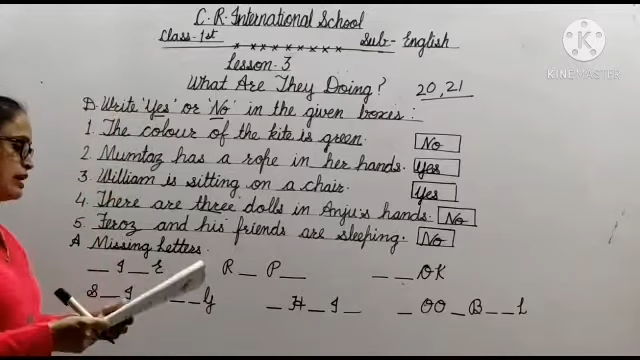 C. R. International School
Class-1st Sub- English
Lesson-3
What Are They Doing? 20,21
D. Write 'Yes' or 'No' in the given boxes:
1. The colour of the kite is green. No
2. Mumtaz has a rope in her hands. Yes
3. William is sitting on a chair. Yes
4. There are three dolls in Anju's hands. No
5. Feroz and his friends are sleeping. No
A Missing Letters.
_ I _ E R _ P _ _ _ OK
S _ I _ _ G _ H _ I _ _ OO _ B _ _ L
KINEMASTER